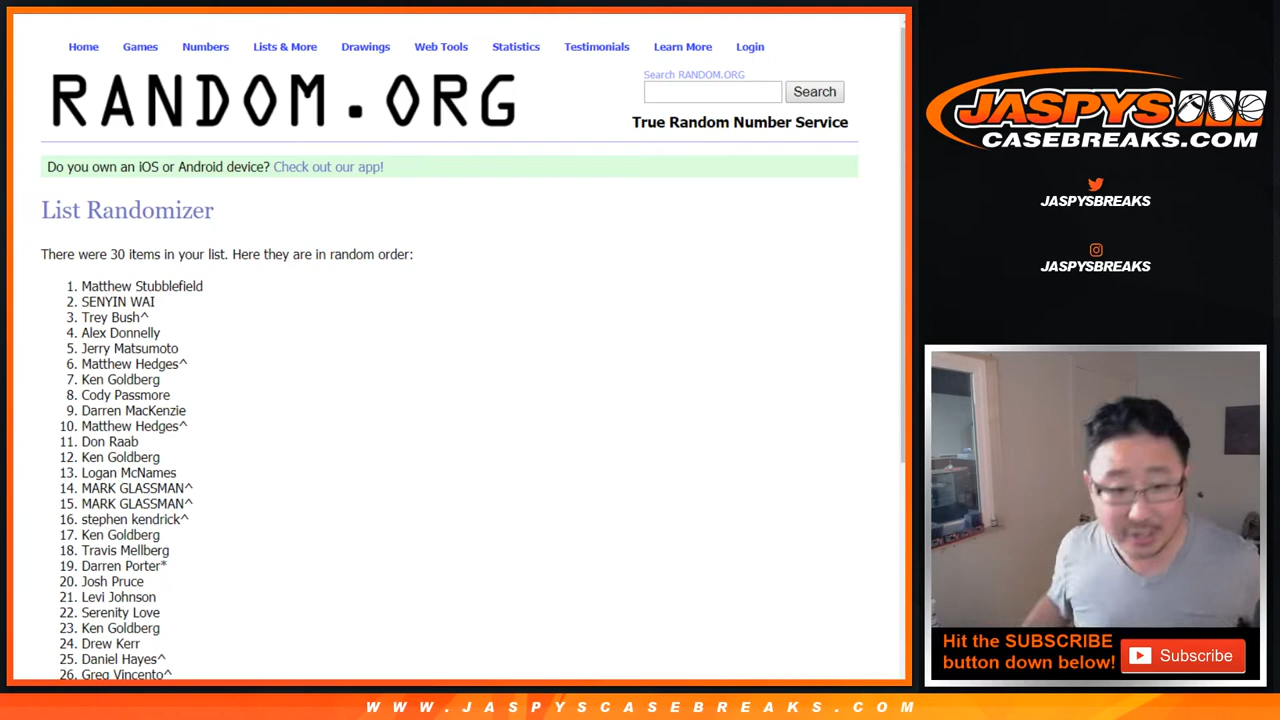 Home Games Numbers Lists & More Drawings Web Tools Statistics Testimonials Learn More Login
RANDOM.ORG
Search RANDOM.ORG
Search
True Random Number Service
Do you own an iOS or Android device? Check out our app!
List Randomizer
There were 30 items in your list. Here they are in random order:
1. Matthew Stubblefield
2. SENYIN WAI
3. Trey Bush^
4. Alex Donnelly
5. Jerry Matsumoto
6. Matthew Hedges^
7. Ken Goldberg
8. Cody Passmore
9. Darren MacKenzie
10. Matthew Hedges^
11. Don Raab
12. Ken Goldberg
13. Logan McNames
14. MARK GLASSMAN^
15. MARK GLASSMAN^
16. stephen kendrick^
17. Ken Goldberg
18. Travis Mellberg
19. Darren Porter*
20. Josh Pruce
21. Levi Johnson
22. Serenity Love
23. Ken Goldberg
24. Drew Kerr
25. Daniel Hayes^
26. Greg Vincento^
JASPYS
CASEBREAKS.COM
JASPYSBREAKS
JASPYSBREAKS
Hit the SUBSCRIBE
button down below!
Subscribe
WWW.JASPYSCASEBREAKS.COM